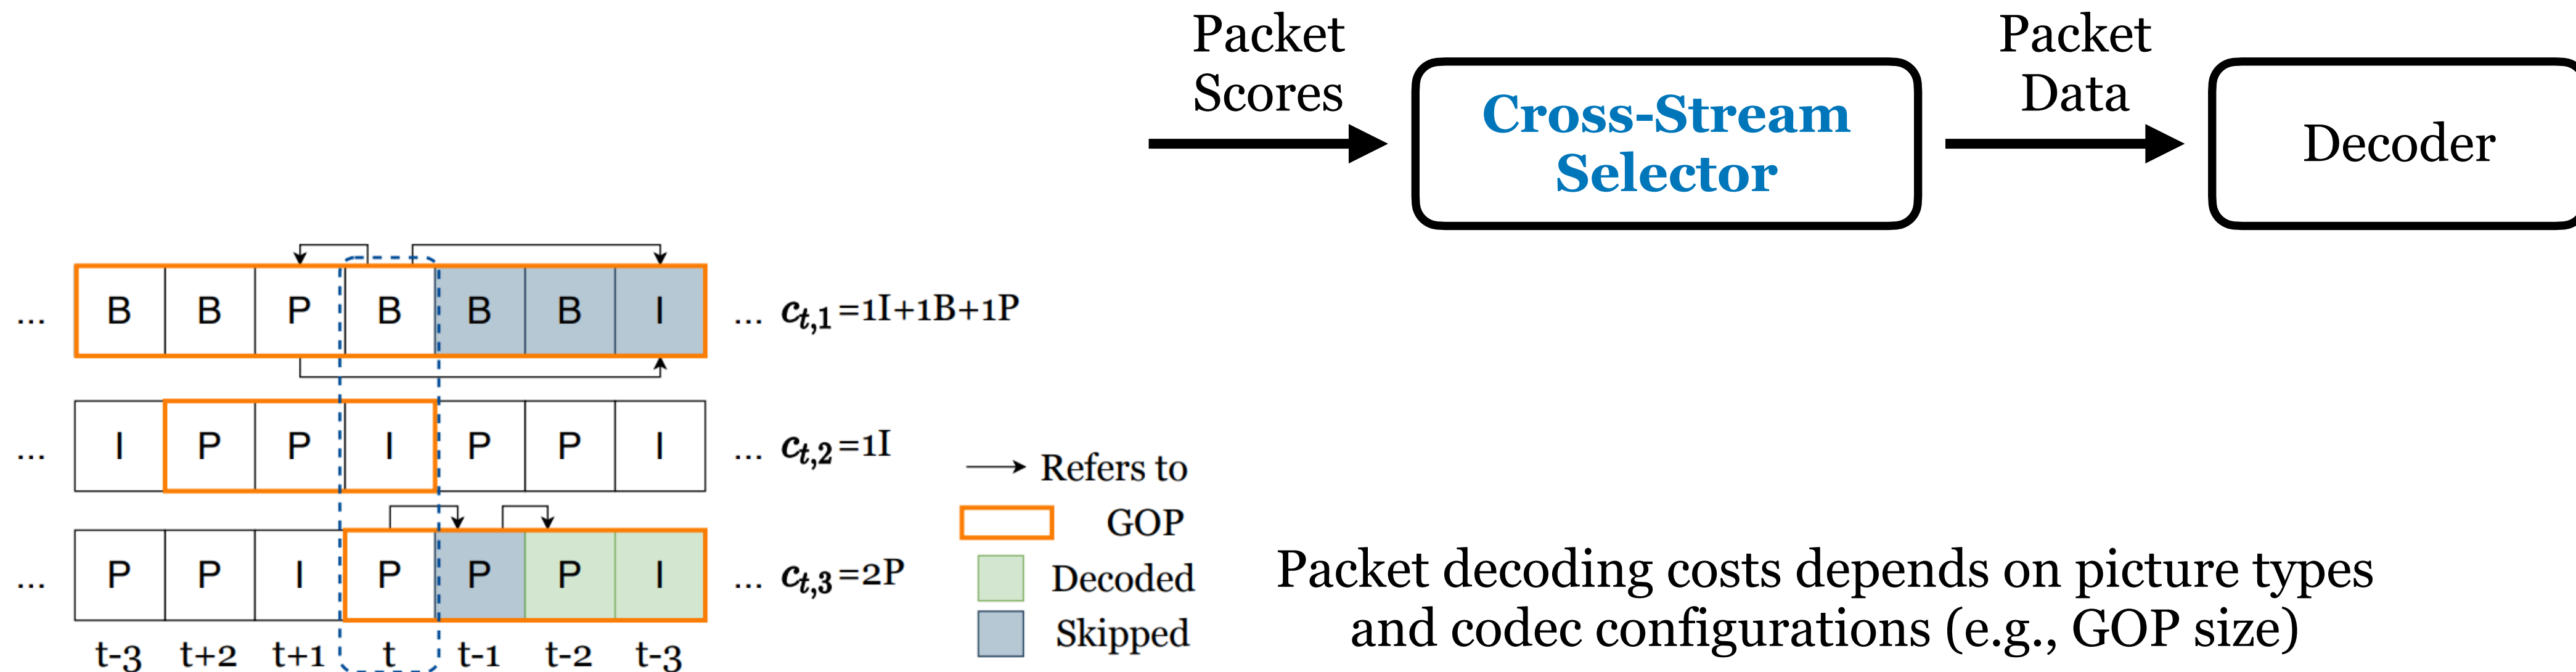 Packet
Scores
Cross-Stream
Selector
Packet
Data
Decoder
... B B P B B B I ... c_{t,1}=1I+1B+1P
... I P P I P P I ... c_{t,2}=1I
... P P I P P P I ... c_{t,3}=2P
t-3 t+2 t+1 t t-1 t-2 t-3
Refers to
GOP
Decoded
Skipped
Packet decoding costs depends on picture types
and codec configurations (e.g., GOP size)